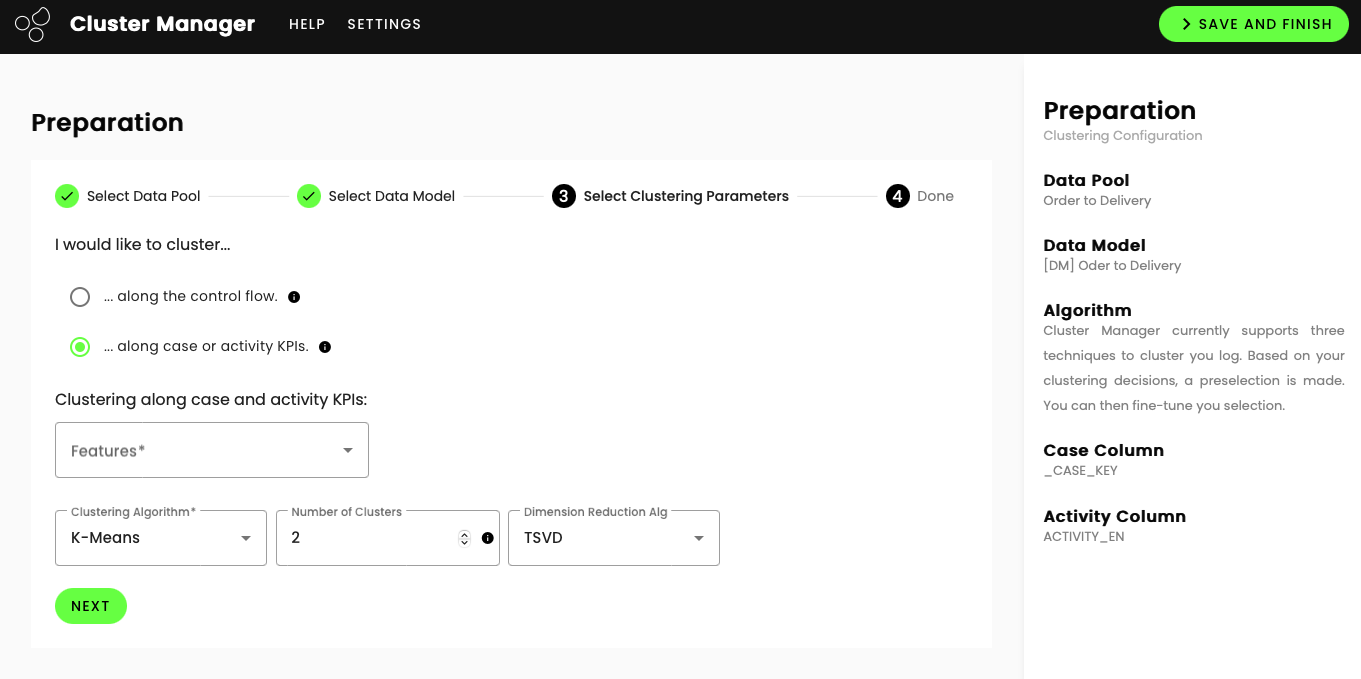 Cluster Manager HELP SETTINGS SAVE AND FINISH
Preparation
Select Data Pool Select Data Model 3 Select Clustering Parameters 4 Done
I would like to cluster...
... along the control flow.
... along case or activity KPIs.
Clustering along case and activity KPIs:
Features*
Clustering Algorithm* Number of Clusters Dimension Reduction Alg
K-Means 2 TSVD
NEXT
Preparation
Clustering Configuration
Data Pool
Order to Delivery
Data Model
[DM] Oder to Delivery
Algorithm
Cluster Manager currently supports three
techniques to cluster you log. Based on your
clustering decisions, a preselection is made.
You can then fine-tune you selection.
Case Column
_CASE_KEY
Activity Column
ACTIVITY_EN